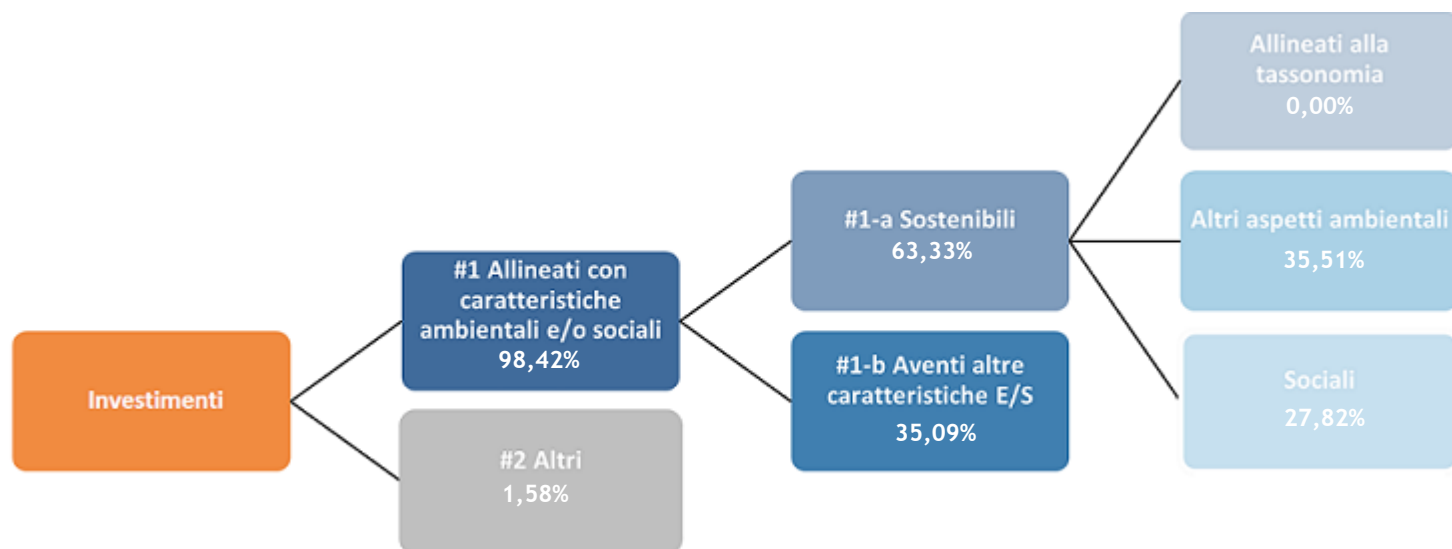 Investimenti
#1 Allineati con
caratteristiche
ambientali e/o sociali
98,42%
#2 Altri
1,58%
#1-a Sostenibili
63,33%
#1-b Aventi altre
caratteristiche E/S
35,09%
Allineati alla
tassonomia
0,00%
Altri aspetti ambientali
35,51%
Sociali
27,82%